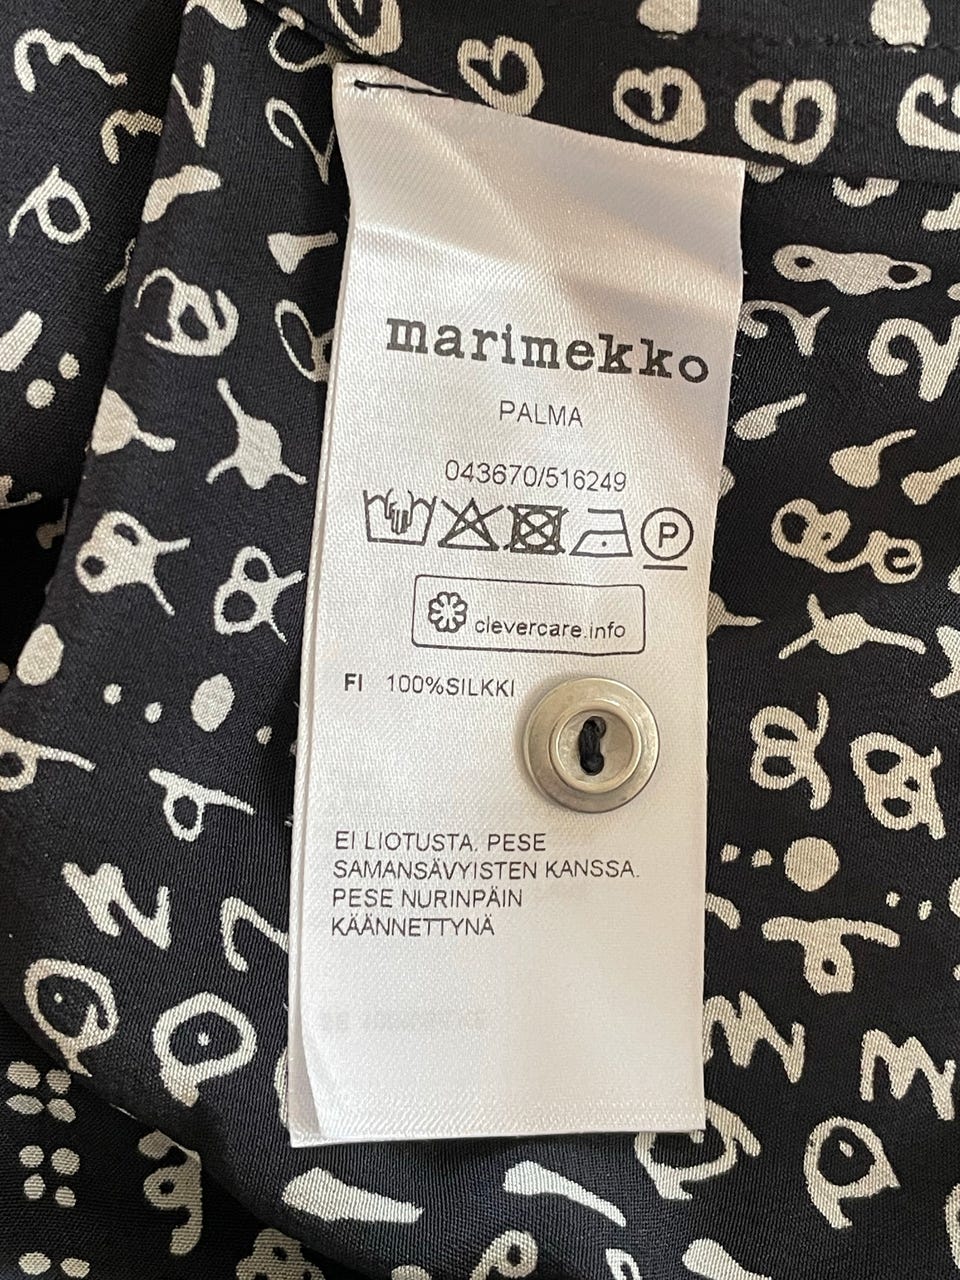 marimekko
PALMA
043670/516249
P
clevercare.info
FI 100%SILKKI
EI LIOTUSTA. PESE
SAMANSÄVYISTEN KANSSA.
PESE NURINPÄIN
KÄÄNNETTYNÄ